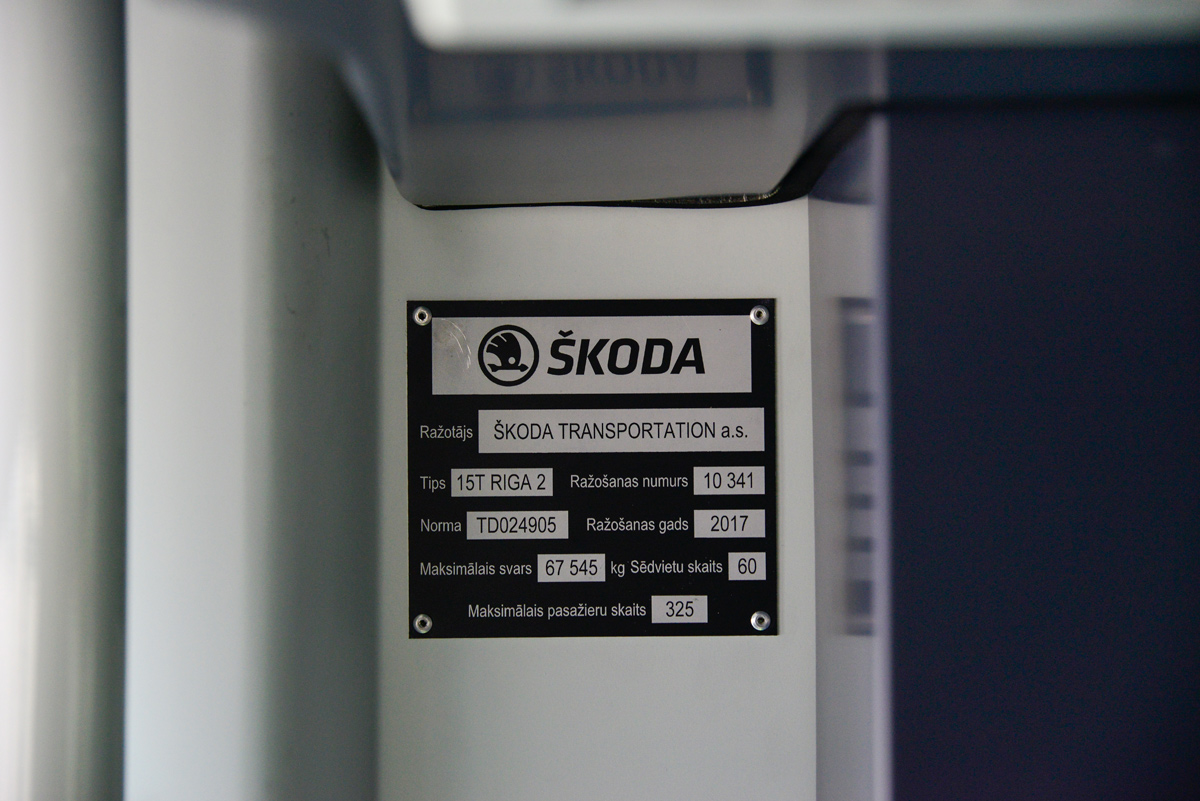 ŠKODA
ŠKODA
Ražotājs ŠKODA TRANSPORTATION a.s.
Tips 15T RIGA 2 Ražošanas numurs 10 341
Norma TD024905 Ražošanas gads 2017
Maksimālais svars 67 545 kg Sēdvietu skaits 60
Maksimālais pasažieru skaits 325